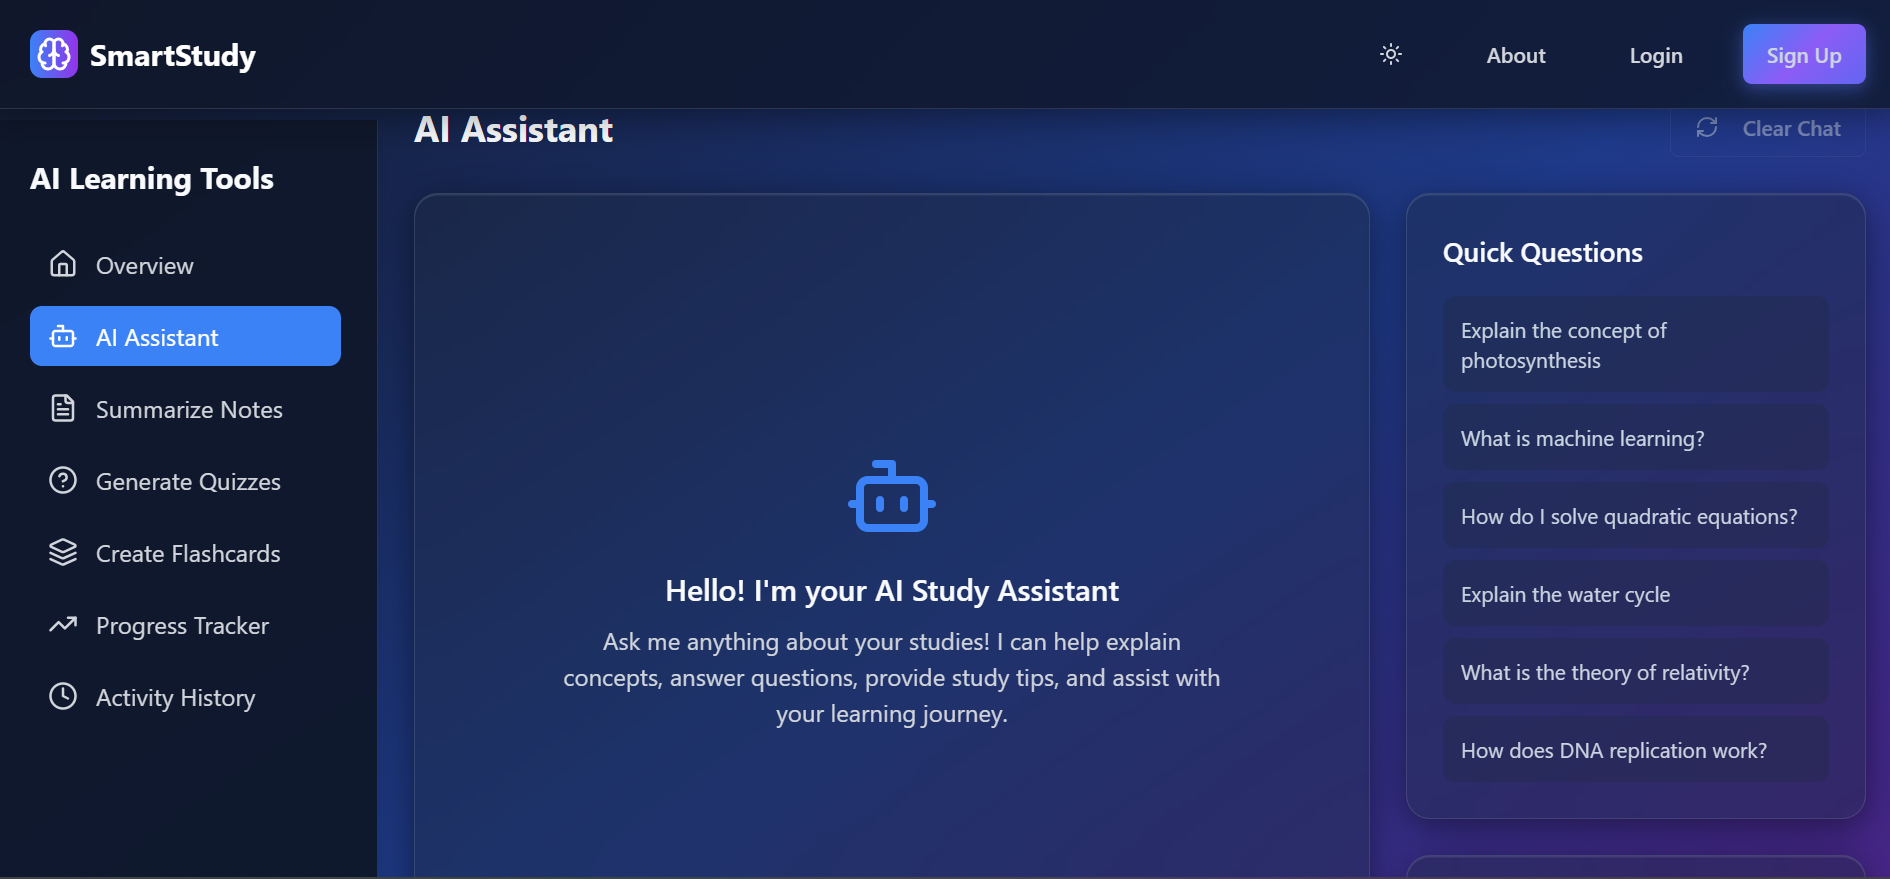 SmartStudy
About
Login
Sign Up
AI Learning Tools
Overview
AI Assistant
Summarize Notes
Generate Quizzes
Create Flashcards
Progress Tracker
Activity History
AI Assistant
Clear Chat
Hello! I'm your AI Study Assistant
Ask me anything about your studies! I can help explain
concepts, answer questions, provide study tips, and assist with
your learning journey.
Quick Questions
Explain the concept of
photosynthesis
What is machine learning?
How do I solve quadratic equations?
Explain the water cycle
What is the theory of relativity?
How does DNA replication work?